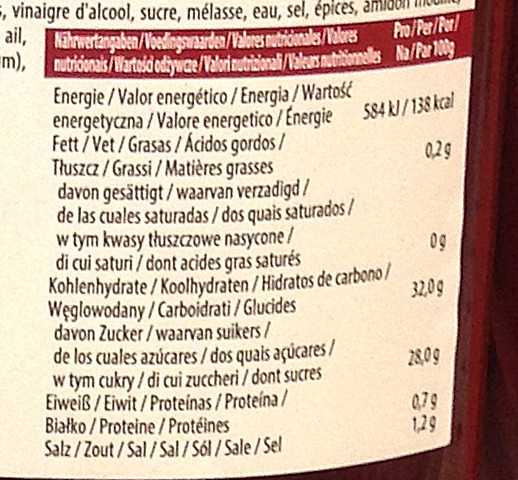 , vinaigre d'alcool, sucre, mélasse, eau, sel, épices, amidon
ail,
m),
Nährwertangaben/Voedingswaarden/Valores nutricionales/Valores Pro/Per/Por/
nutricionais/Wartości odżywcze/Valori nutrizionali/Valeurs nutritionnelles Na/Par 100g
Energie / Valor energético / Energia / Wartość
energetyczna / Valore energetico / Énergie 584 kJ / 138 kcal
Fett / Vet / Grasas / Ácidos gordos / 0,2 g
Tłuszcz / Grassi / Matières grasses
davon gesättigt / waarvan verzadigd /
de las cuales saturadas / dos quais saturados /
w tym kwasy tłuszczowe nasycone / 0 g
di cui saturi / dont acides gras saturés
Kohlenhydrate / Koolhydraten / Hidratos de carbono / 32,0 g
Węglowodany / Carboidrati / Glucides
davon Zucker / waarvan suikers /
de los cuales azúcares / dos quais açúcares / 28,0 g
w tym cukry / di cui zuccheri / dont sucres
Eiweiß / Eiwit / Proteínas / Proteína / 0,7 g
Białko / Proteine / Protéines 1,2 g
Salz / Zout / Sal / Sal / Sól / Sale / Sel